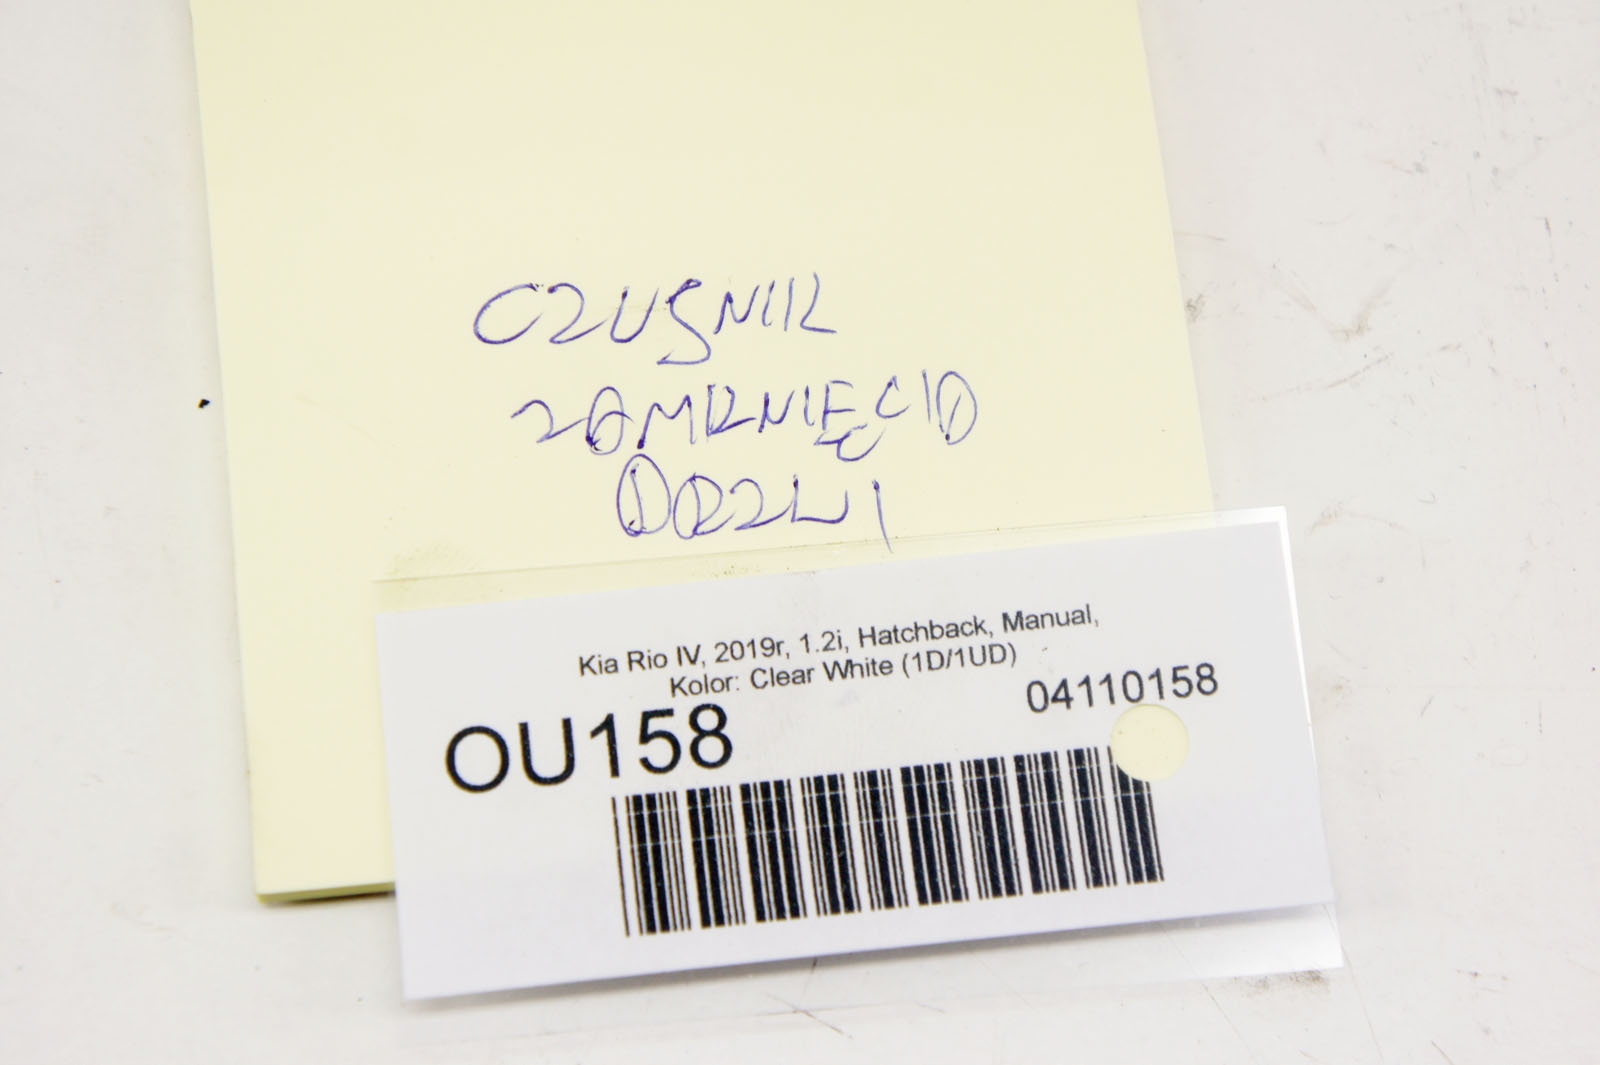 CZUJNIK
ZAMKNIĘCIA
DRZWI
Kia Rio IV, 2019r, 1.2i, Hatchback, Manual,
Kolor: Clear White (1D/1UD)
04110158
OU158